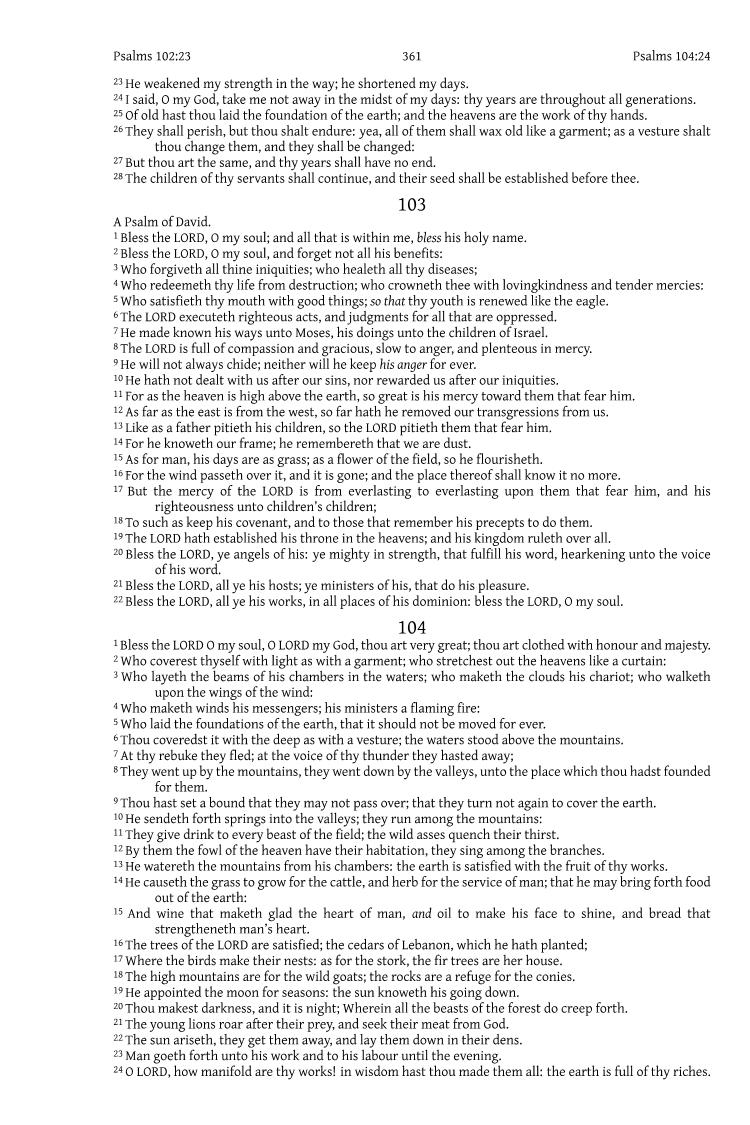 Psalms 102:23 361 Psalms 104:24
23 He weakened my strength in the way; he shortened my days.
24 I said, O my God, take me not away in the midst of my days: thy years are throughout all generations.
25 Of old hast thou laid the foundation of the earth; and the heavens are the work of thy hands.
26 They shall perish, but thou shalt endure: yea, all of them shall wax old like a garment; as a vesture shalt
thou change them, and they shall be changed:
27 But thou art the same, and thy years shall have no end.
28 The children of thy servants shall continue, and their seed shall be established before thee.
103
A Psalm of David.
1 Bless the LORD, O my soul; and all that is within me, bless his holy name.
2 Bless the LORD, O my soul, and forget not all his benefits:
3 Who forgiveth all thine iniquities; who healeth all thy diseases;
4 Who redeemeth thy life from destruction; who crowneth thee with lovingkindness and tender mercies:
5 Who satisfieth thy mouth with good things; so that thy youth is renewed like the eagle.
6 The LORD executeth righteous acts, and judgments for all that are oppressed.
7 He made known his ways unto Moses, his doings unto the children of Israel.
8 The LORD is full of compassion and gracious, slow to anger, and plenteous in mercy.
9 He will not always chide; neither will he keep his anger for ever.
10 He hath not dealt with us after our sins, nor rewarded us after our iniquities.
11 For as the heaven is high above the earth, so great is his mercy toward them that fear him.
12 As far as the east is from the west, so far hath he removed our transgressions from us.
13 Like as a father pitieth his children, so the LORD pitieth them that fear him.
14 For he knoweth our frame; he remembereth that we are dust.
15 As for man, his days are as grass; as a flower of the field, so he flourisheth.
16 For the wind passeth over it, and it is gone; and the place thereof shall know it no more.
17 But the mercy of the LORD is from everlasting to everlasting upon them that fear him, and his
righteousness unto children's children;
18 To such as keep his covenant, and to those that remember his precepts to do them.
19 The LORD hath established his throne in the heavens; and his kingdom ruleth over all.
20 Bless the LORD, ye angels of his: ye mighty in strength, that fulfill his word, hearkening unto the voice
of his word.
21 Bless the LORD, all ye his hosts; ye ministers of his, that do his pleasure.
22 Bless the LORD, all ye his works, in all places of his dominion: bless the LORD, O my soul.
104
1 Bless the LORD O my soul, O LORD my God, thou art very great; thou art clothed with honour and majesty.
2 Who coverest thyself with light as with a garment; who stretchest out the heavens like a curtain:
3 Who layeth the beams of his chambers in the waters; who maketh the clouds his chariot; who walketh
upon the wings of the wind:
4 Who maketh winds his messengers; his ministers a flaming fire:
5 Who laid the foundations of the earth, that it should not be moved for ever.
6 Thou coveredst it with the deep as with a vesture; the waters stood above the mountains.
7 At thy rebuke they fled; at the voice of thy thunder they hasted away;
8 They went up by the mountains, they went down by the valleys, unto the place which thou hadst founded
for them.
9 Thou hast set a bound that they may not pass over; that they turn not again to cover the earth.
10 He sendeth forth springs into the valleys; they run among the mountains:
11 They give drink to every beast of the field; the wild asses quench their thirst.
12 By them the fowl of the heaven have their habitation, they sing among the branches.
13 He watereth the mountains from his chambers: the earth is satisfied with the fruit of thy works.
14 He causeth the grass to grow for the cattle, and herb for the service of man; that he may bring forth food
out of the earth:
15 And wine that maketh glad the heart of man, and oil to make his face to shine, and bread that
strengtheneth man's heart.
16 The trees of the LORD are satisfied; the cedars of Lebanon, which he hath planted;
17 Where the birds make their nests: as for the stork, the fir trees are her house.
18 The high mountains are for the wild goats; the rocks are a refuge for the conies.
19 He appointed the moon for seasons: the sun knoweth his going down.
20 Thou makest darkness, and it is night; Wherein all the beasts of the forest do creep forth.
21 The young lions roar after their prey, and seek their meat from God.
22 The sun ariseth, they get them away, and lay them down in their dens.
23 Man goeth forth unto his work and to his labour until the evening.
24 O LORD, how manifold are thy works! in wisdom hast thou made them all: the earth is full of thy riches.